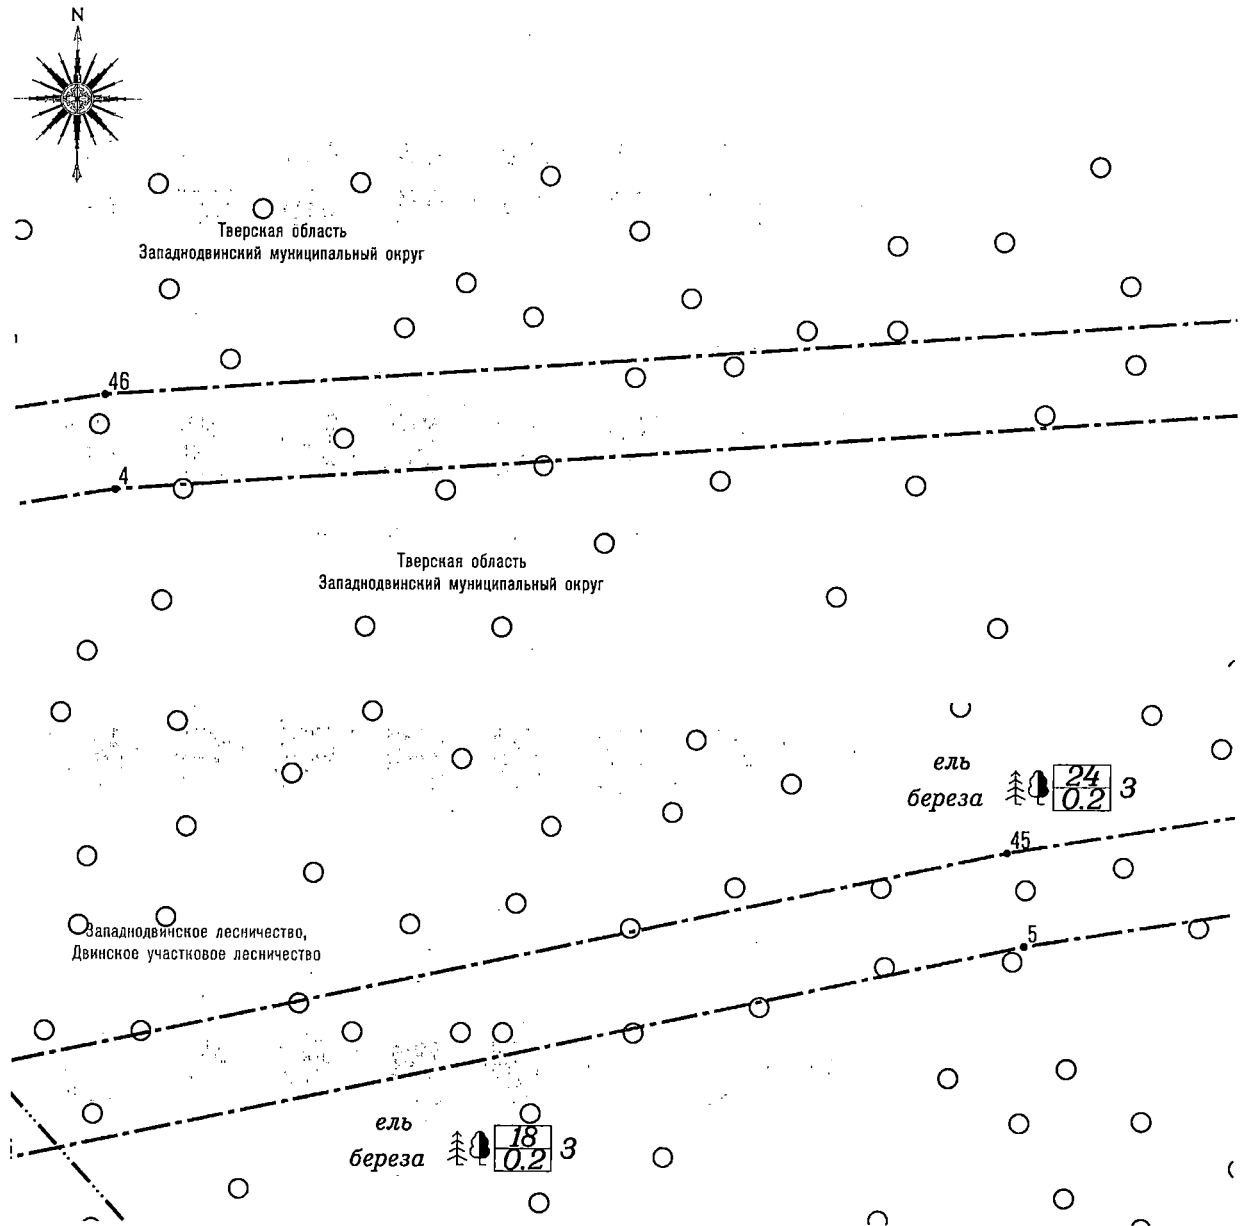 N
Тверская область
Западнодвинский муниципальный округ
46
4
Тверская область
Западнодвинский муниципальный округ
ель
береза
24
0.2
3
45
Западнодвинское лесничество,
Двинское участковое лесничество
5
ель
береза
18
0.2
3